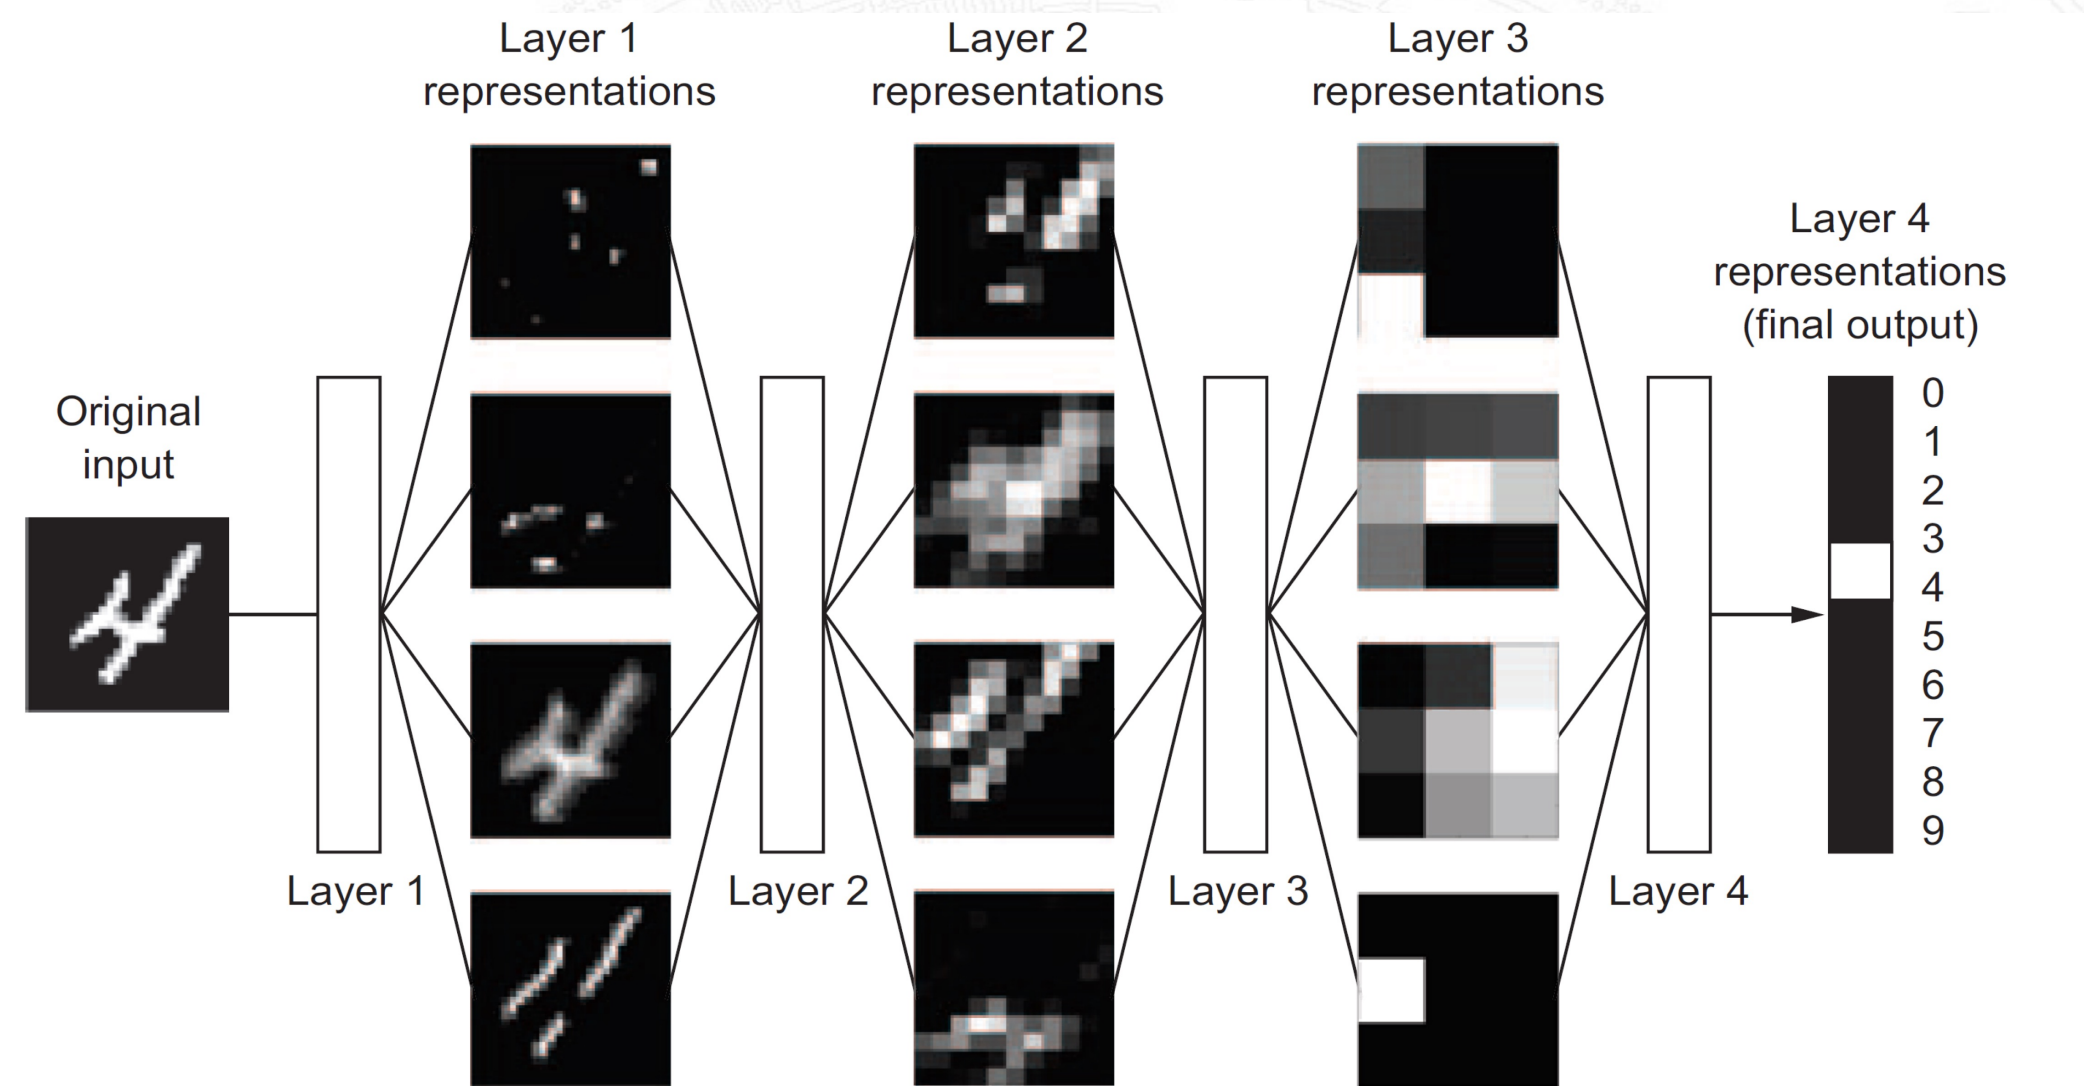 Layer 1
representations
Layer 2
representations
Layer 3
representations
Layer 4
representations
(final output)
Original
input
0
1
2
3
4
5
6
7
8
9
Layer 1
Layer 2
Layer 3
Layer 4